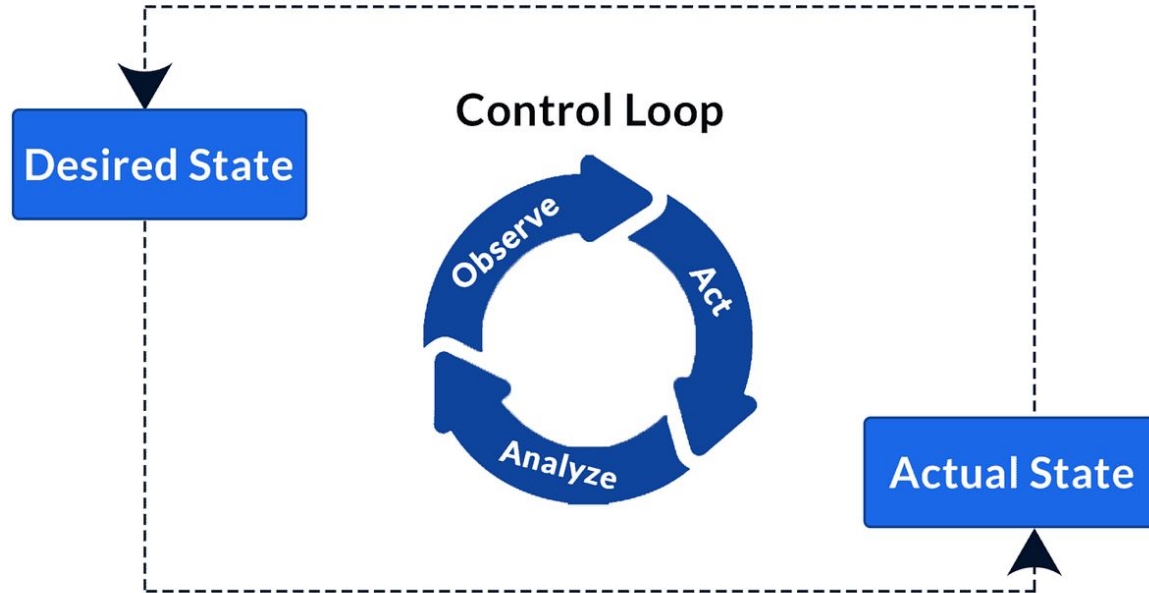 Control Loop
Desired State
Observe
Act
Analyze
Actual State